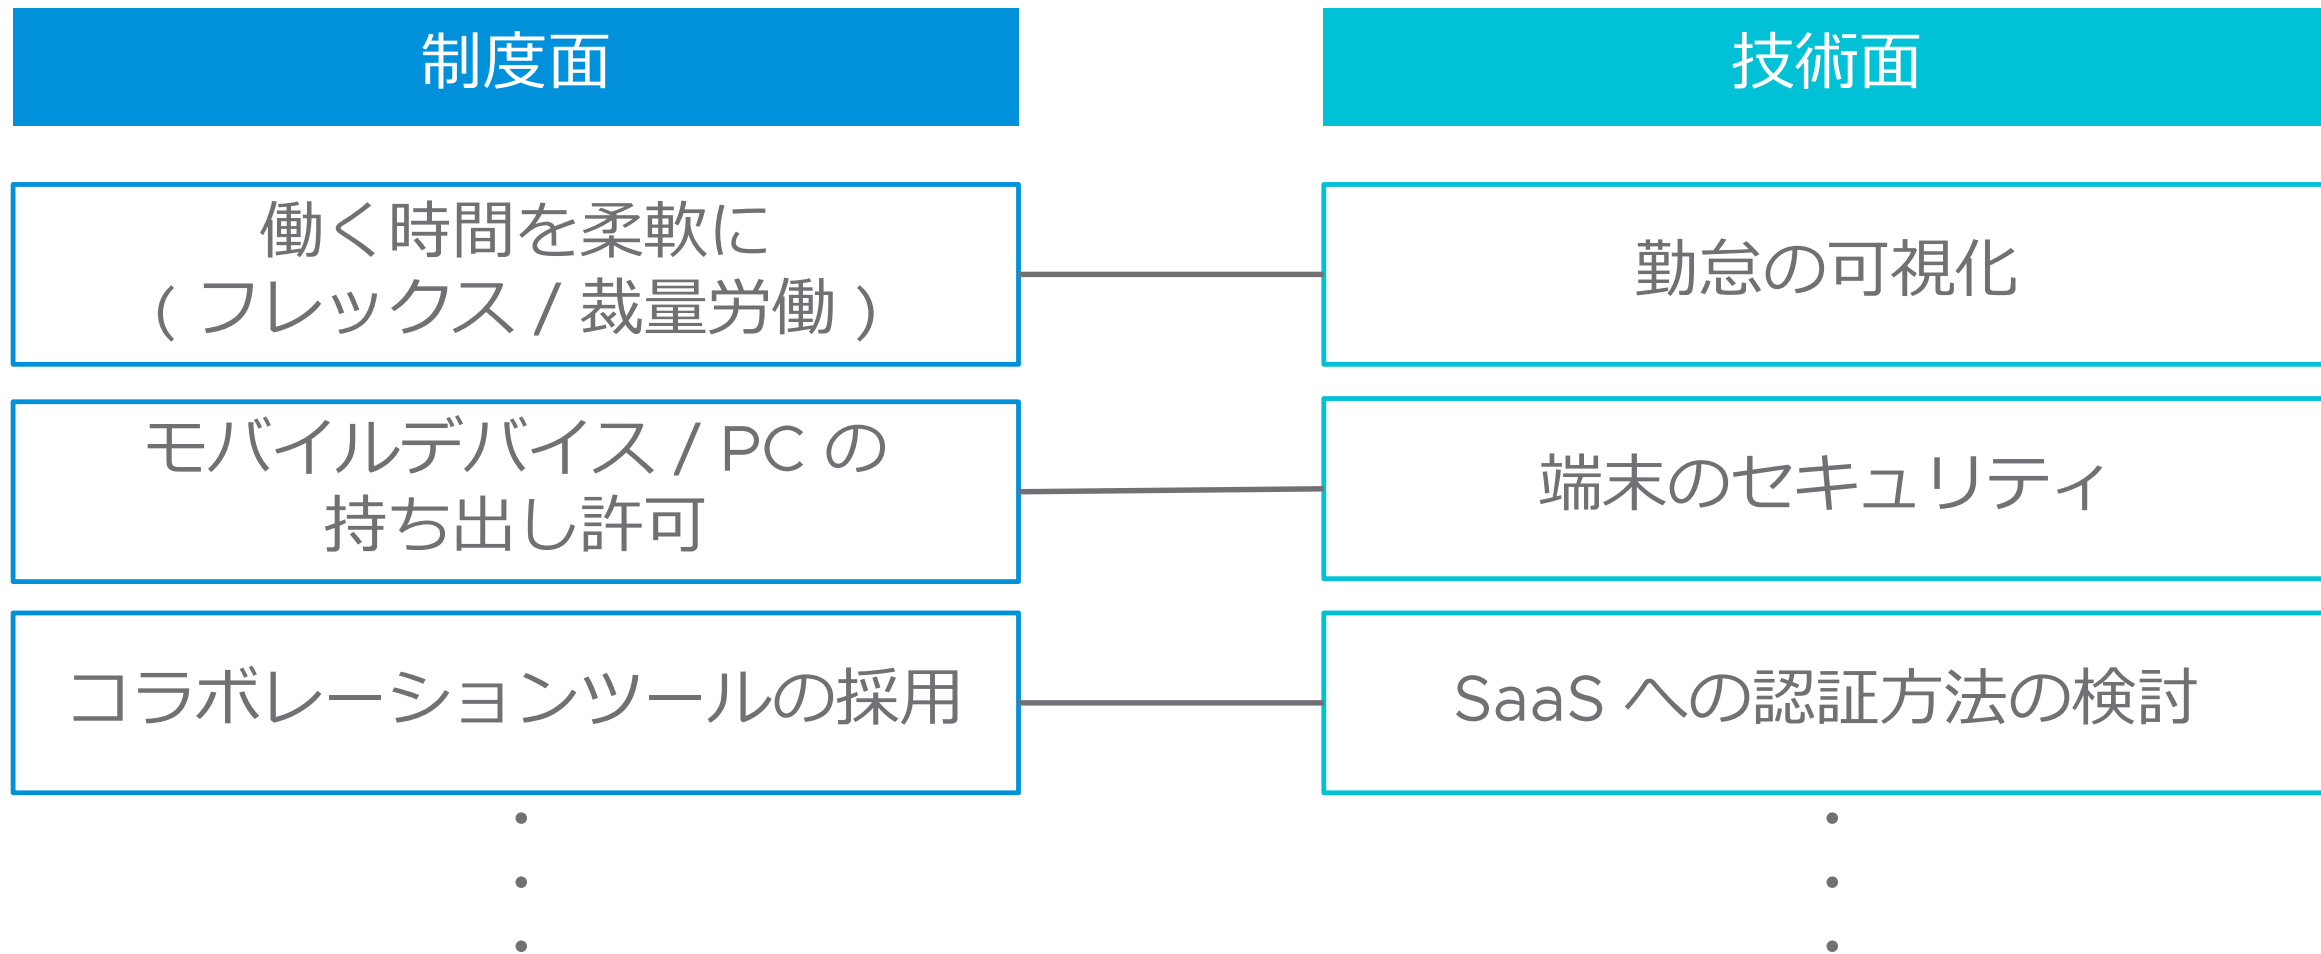 制度面
技術面
働く時間を柔軟に
( フレックス / 裁量労働 )
勤怠の可視化
モバイルデバイス / PC の
持ち出し許可
端末のセキュリティ
コラボレーションツールの採用
SaaS への認証方法の検討